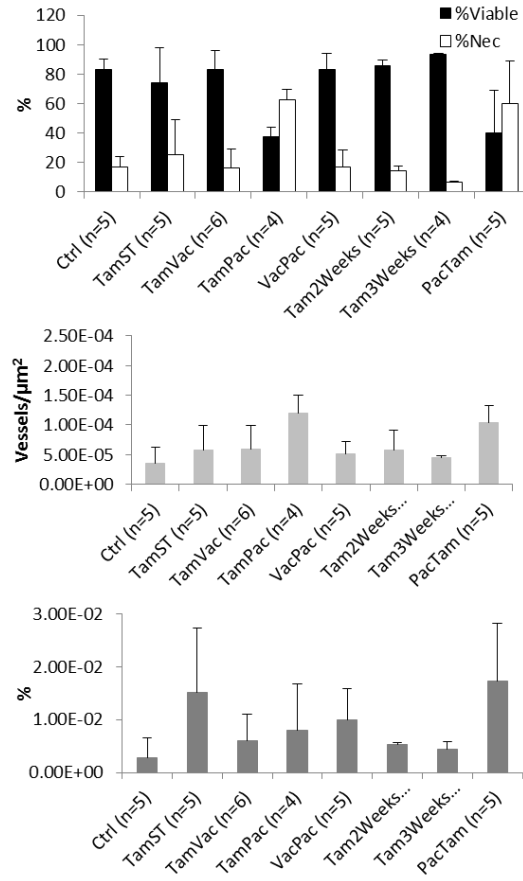 %Viable
%Nec
120
100
80
60
40
20
0
%
Ctrl (n=5)
TamST (n=5)
TamVac (n=6)
TamPac (n=4)
VacPac (n=5)
Tam2Weeks (n=5)
Tam3Weeks (n=4)
PacTam (n=5)
2.50E-04
2.00E-04
1.50E-04
1.00E-04
5.00E-05
0.00E+00
Vessels/µm²
Ctrl (n=5)
TamST (n=5)
TamVac (n=6)
TamPac (n=4)
VacPac (n=5)
Tam2Weeks...
Tam3Weeks...
PacTam (n=5)
3.00E-02
2.00E-02
1.00E-02
0.00E+00
%
Ctrl (n=5)
TamST (n=5)
TamVac (n=6)
TamPac (n=4)
VacPac (n=5)
Tam2Weeks...
Tam3Weeks...
PacTam (n=5)